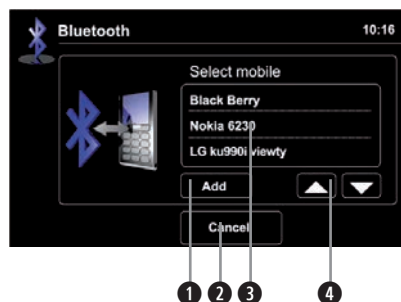 Bluetooth
10:16
Select mobile
Black Berry
Nokia 6230
LG ku990i viewty
Add
Cancel
1 2 3 4